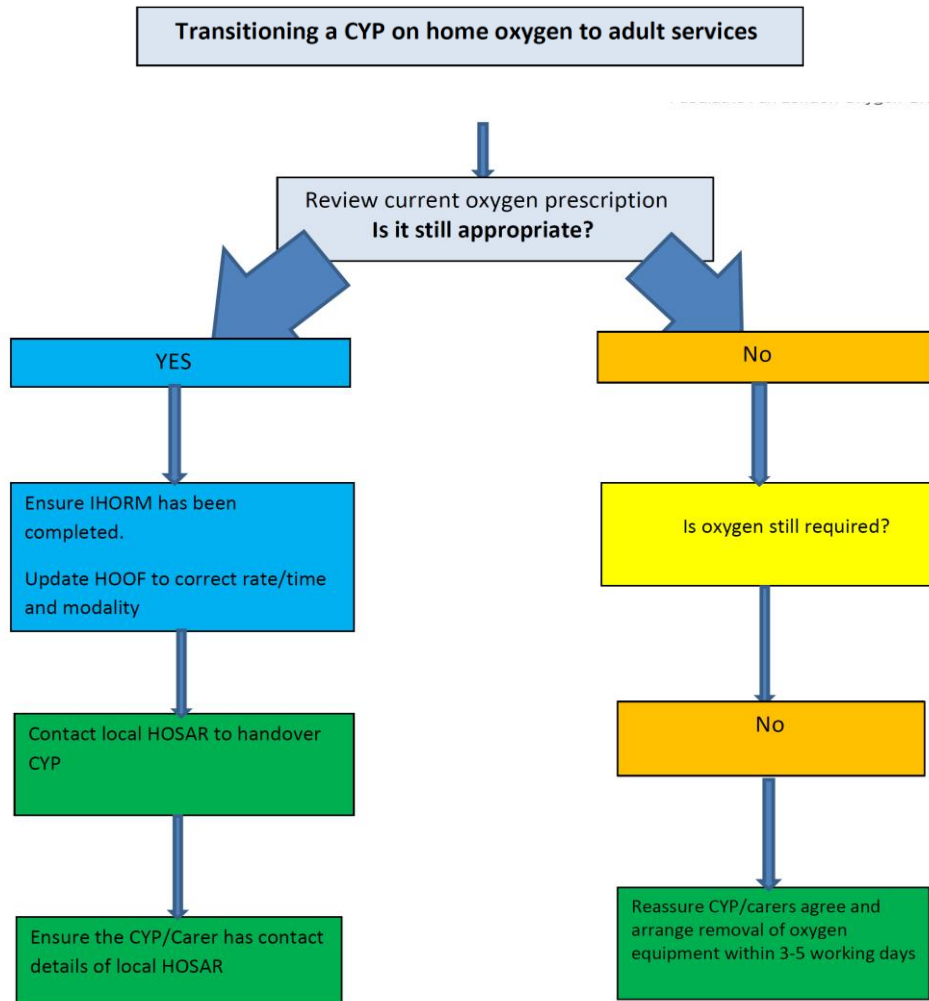 Transitioning a CYP on home oxygen to adult services
Review current oxygen prescription
Is it still appropriate?
YES
No
Ensure IHORM has been
completed.
Update HOOF to correct rate/time
and modality
Is oxygen still required?
Contact local HOSAR to handover
CYP
No
Ensure the CYP/Carer has contact
details of local HOSAR
Reassure CYP/carers agree and
arrange removal of oxygen
equipment within 3-5 working days